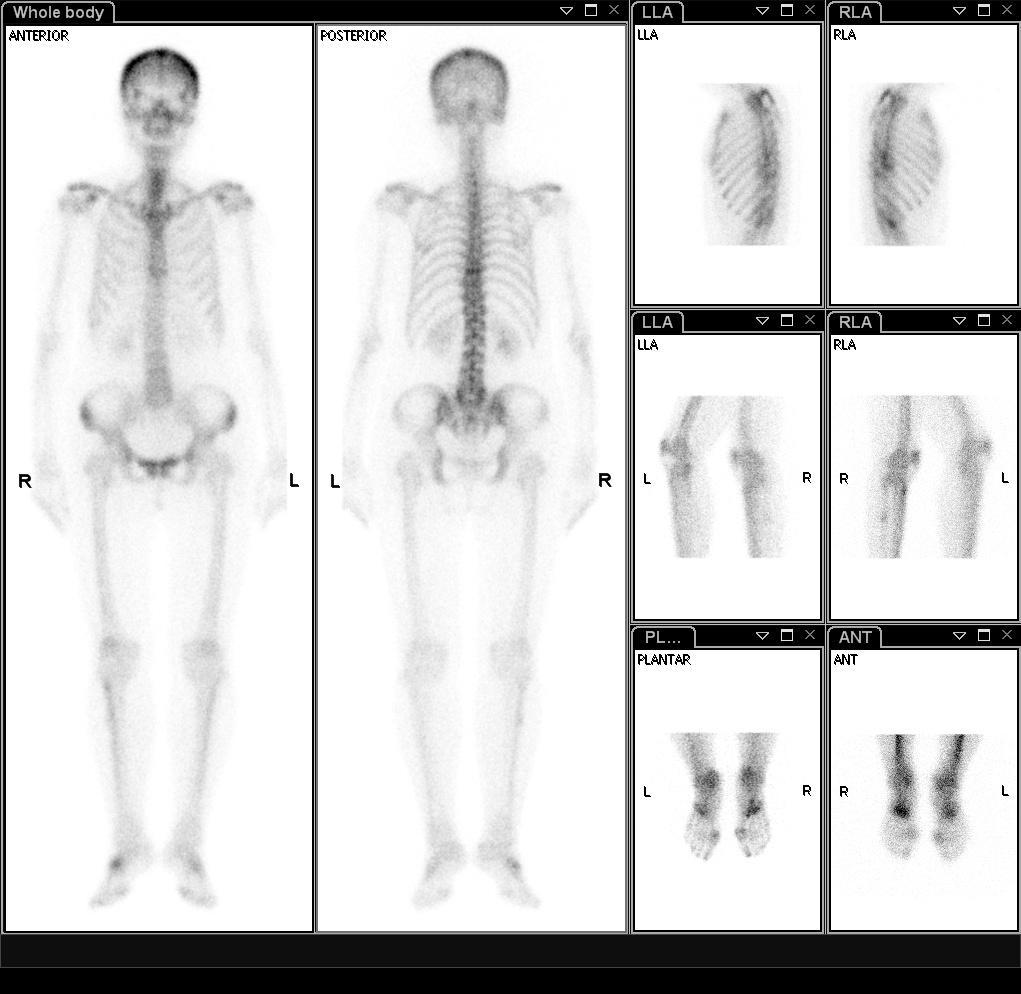 Whole body
ANTERIOR
POSTERIOR
R
L
L
R
LLA
LLA
RLA
RLA
LLA
LLA
L
R
RLA
RLA
R
L
PL...
PLANTAR
L
R
ANT
ANT
R
L